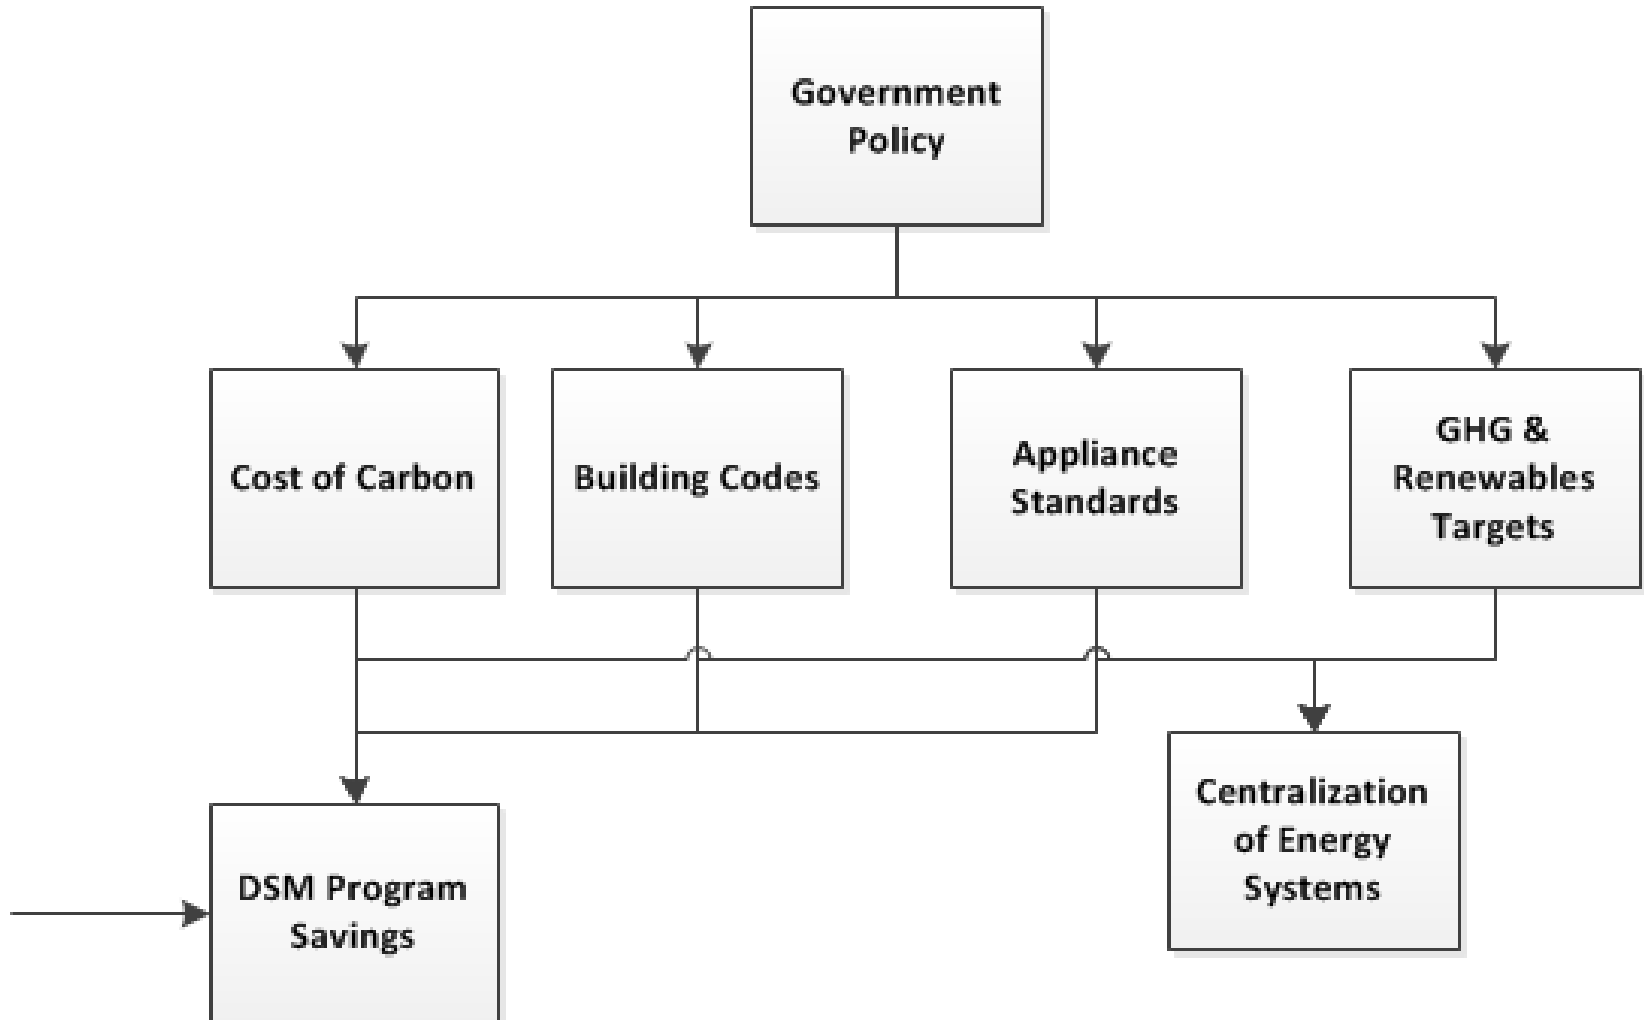 Government
Policy
Cost of Carbon
Building Codes
Appliance
Standards
GHG &
Renewables
Targets
Centralization
of Energy
Systems
DSM Program
Savings